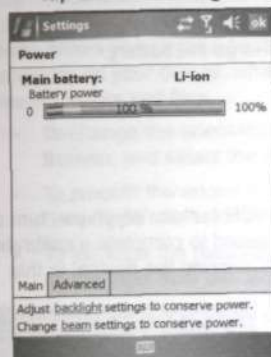 Settings ok
Power
Main battery: Li-ion
Battery power
0 100 % 100%
Main Advanced
Adjust backlight settings to conserve power.
Change beam settings to conserve power.